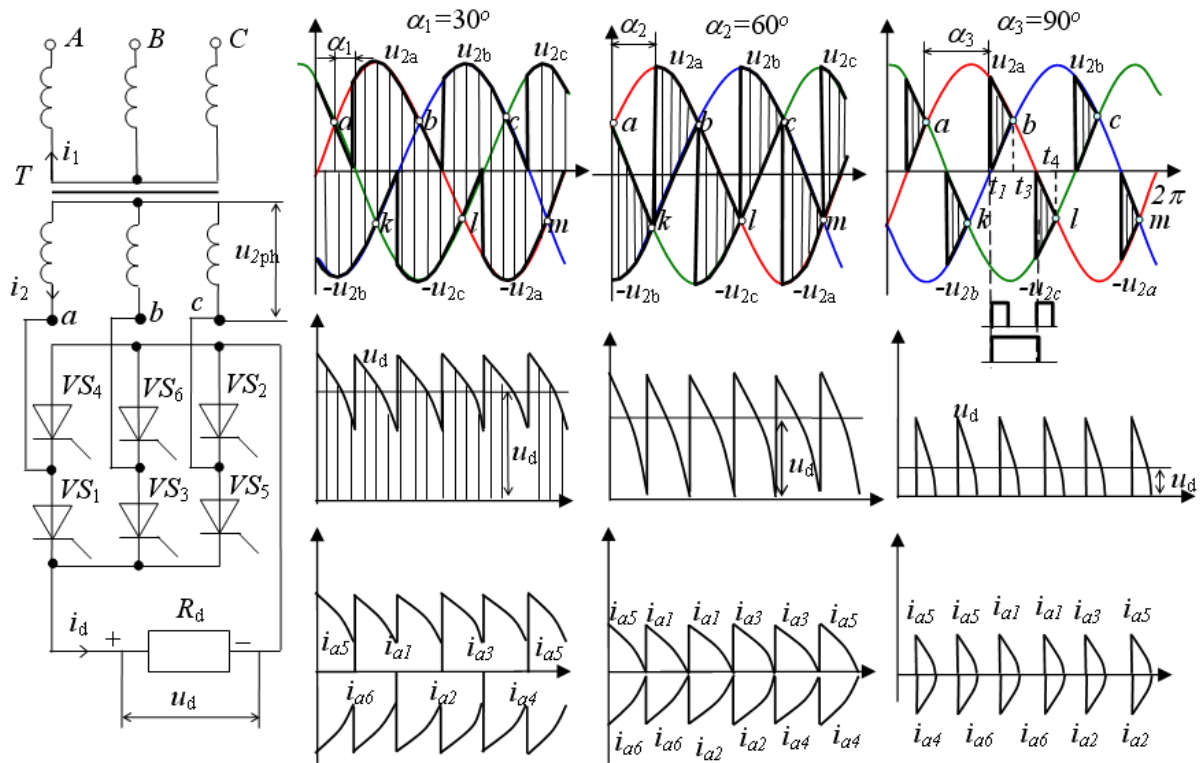 A B C
T i1
i2
u2ph
a b c
VS4 VS6 VS2
VS1 VS3 VS5
id + Rd −
ud
α1=30o
α1 u2a u2b u2c
a b c
k l m
-u2b -u2c -u2a
ud
ud
ia5 ia1 ia3 ia5
ia6 ia2 ia4
α2=60o
α2 u2a u2b u2c
a b c
k l m
-u2b -u2c -u2a
ud
ia5 ia1 ia1 ia3 ia3 ia5
ia6 ia6 ia2 ia2 ia4 ia4
α3=90o
α3 u2a u2b
a b c
t1 t3 t4 2π
k l m
-u2b -u2c -u2a
ud
ud
ia5 ia5 ia1 ia1 ia3 ia5
ia4 ia6 ia6 ia2 ia2